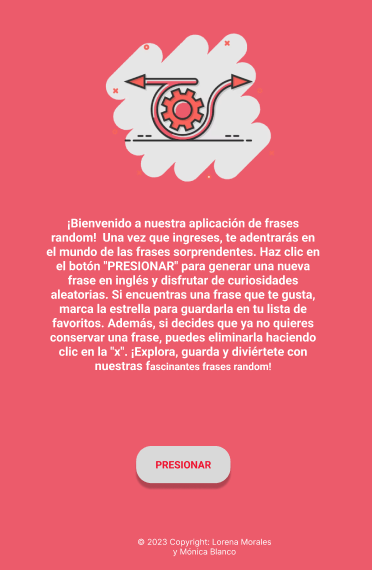 ¡Bienvenido a nuestra aplicación de frases
random! Una vez que ingreses, te adentrarás en
el mundo de las frases sorprendentes. Haz clic en
el botón "PRESIONAR" para generar una nueva
frase en inglés y disfrutar de curiosidades
aleatorias. Si encuentras una frase que te gusta,
marca la estrella para guardarla en tu lista de
favoritos. Además, si decides que ya no quieres
conservar una frase, puedes eliminarla haciendo
clic en la "x". ¡Explora, guarda y diviértete con
nuestras fascinantes frases random!
PRESIONAR
© 2023 Copyright: Lorena Morales
y Mónica Blanco